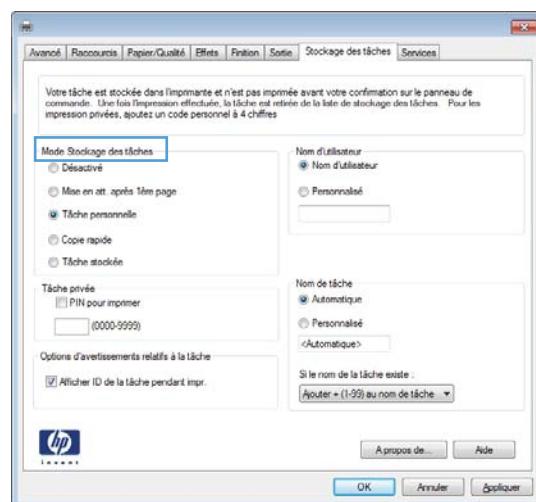 Avancé Raccourcis Papier/Qualité Effets Finition Sortie Stockage des tâches Services
Votre tâche est stockée dans l'imprimante et n'est pas imprimée avant votre confirmation sur le panneau de
commande. Une fois l'impression effectuée, la tâche est retirée de la liste de stockage des tâches. Pour les
impression privées, ajoutez un code personnel à 4 chiffres
Mode Stockage des tâches
Désactivé
Mise en att. après 1ère page
Tâche personnelle
Copie rapide
Tâche stockée
Nom d'utilisateur
Nom d'utilisateur
Personnalisé
Tâche privée
PIN pour imprimer
(0000-9999)
Nom de tâche
Automatique
Personnalisé
<Automatique>
Options d'avertissements relatifs à la tâche
Afficher ID de la tâche pendant impr.
Si le nom de la tâche existe :
Ajouter + (1-99) au nom de tâche
hp
invent
A propos de... Aide
OK Annuler Appliquer